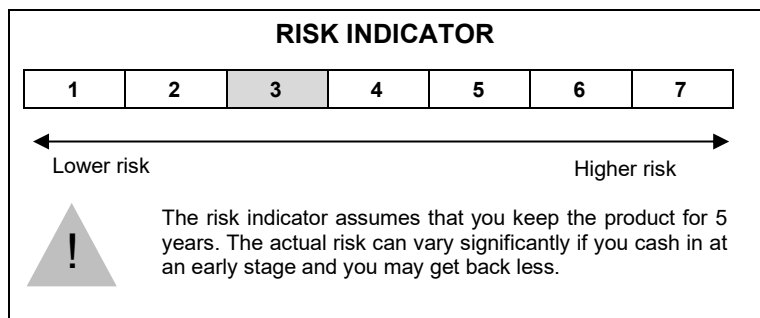 RISK INDICATOR
1 2 3 4 5 6 7
Lower risk Higher risk
!
The risk indicator assumes that you keep the product for 5
years. The actual risk can vary significantly if you cash in at
an early stage and you may get back less.